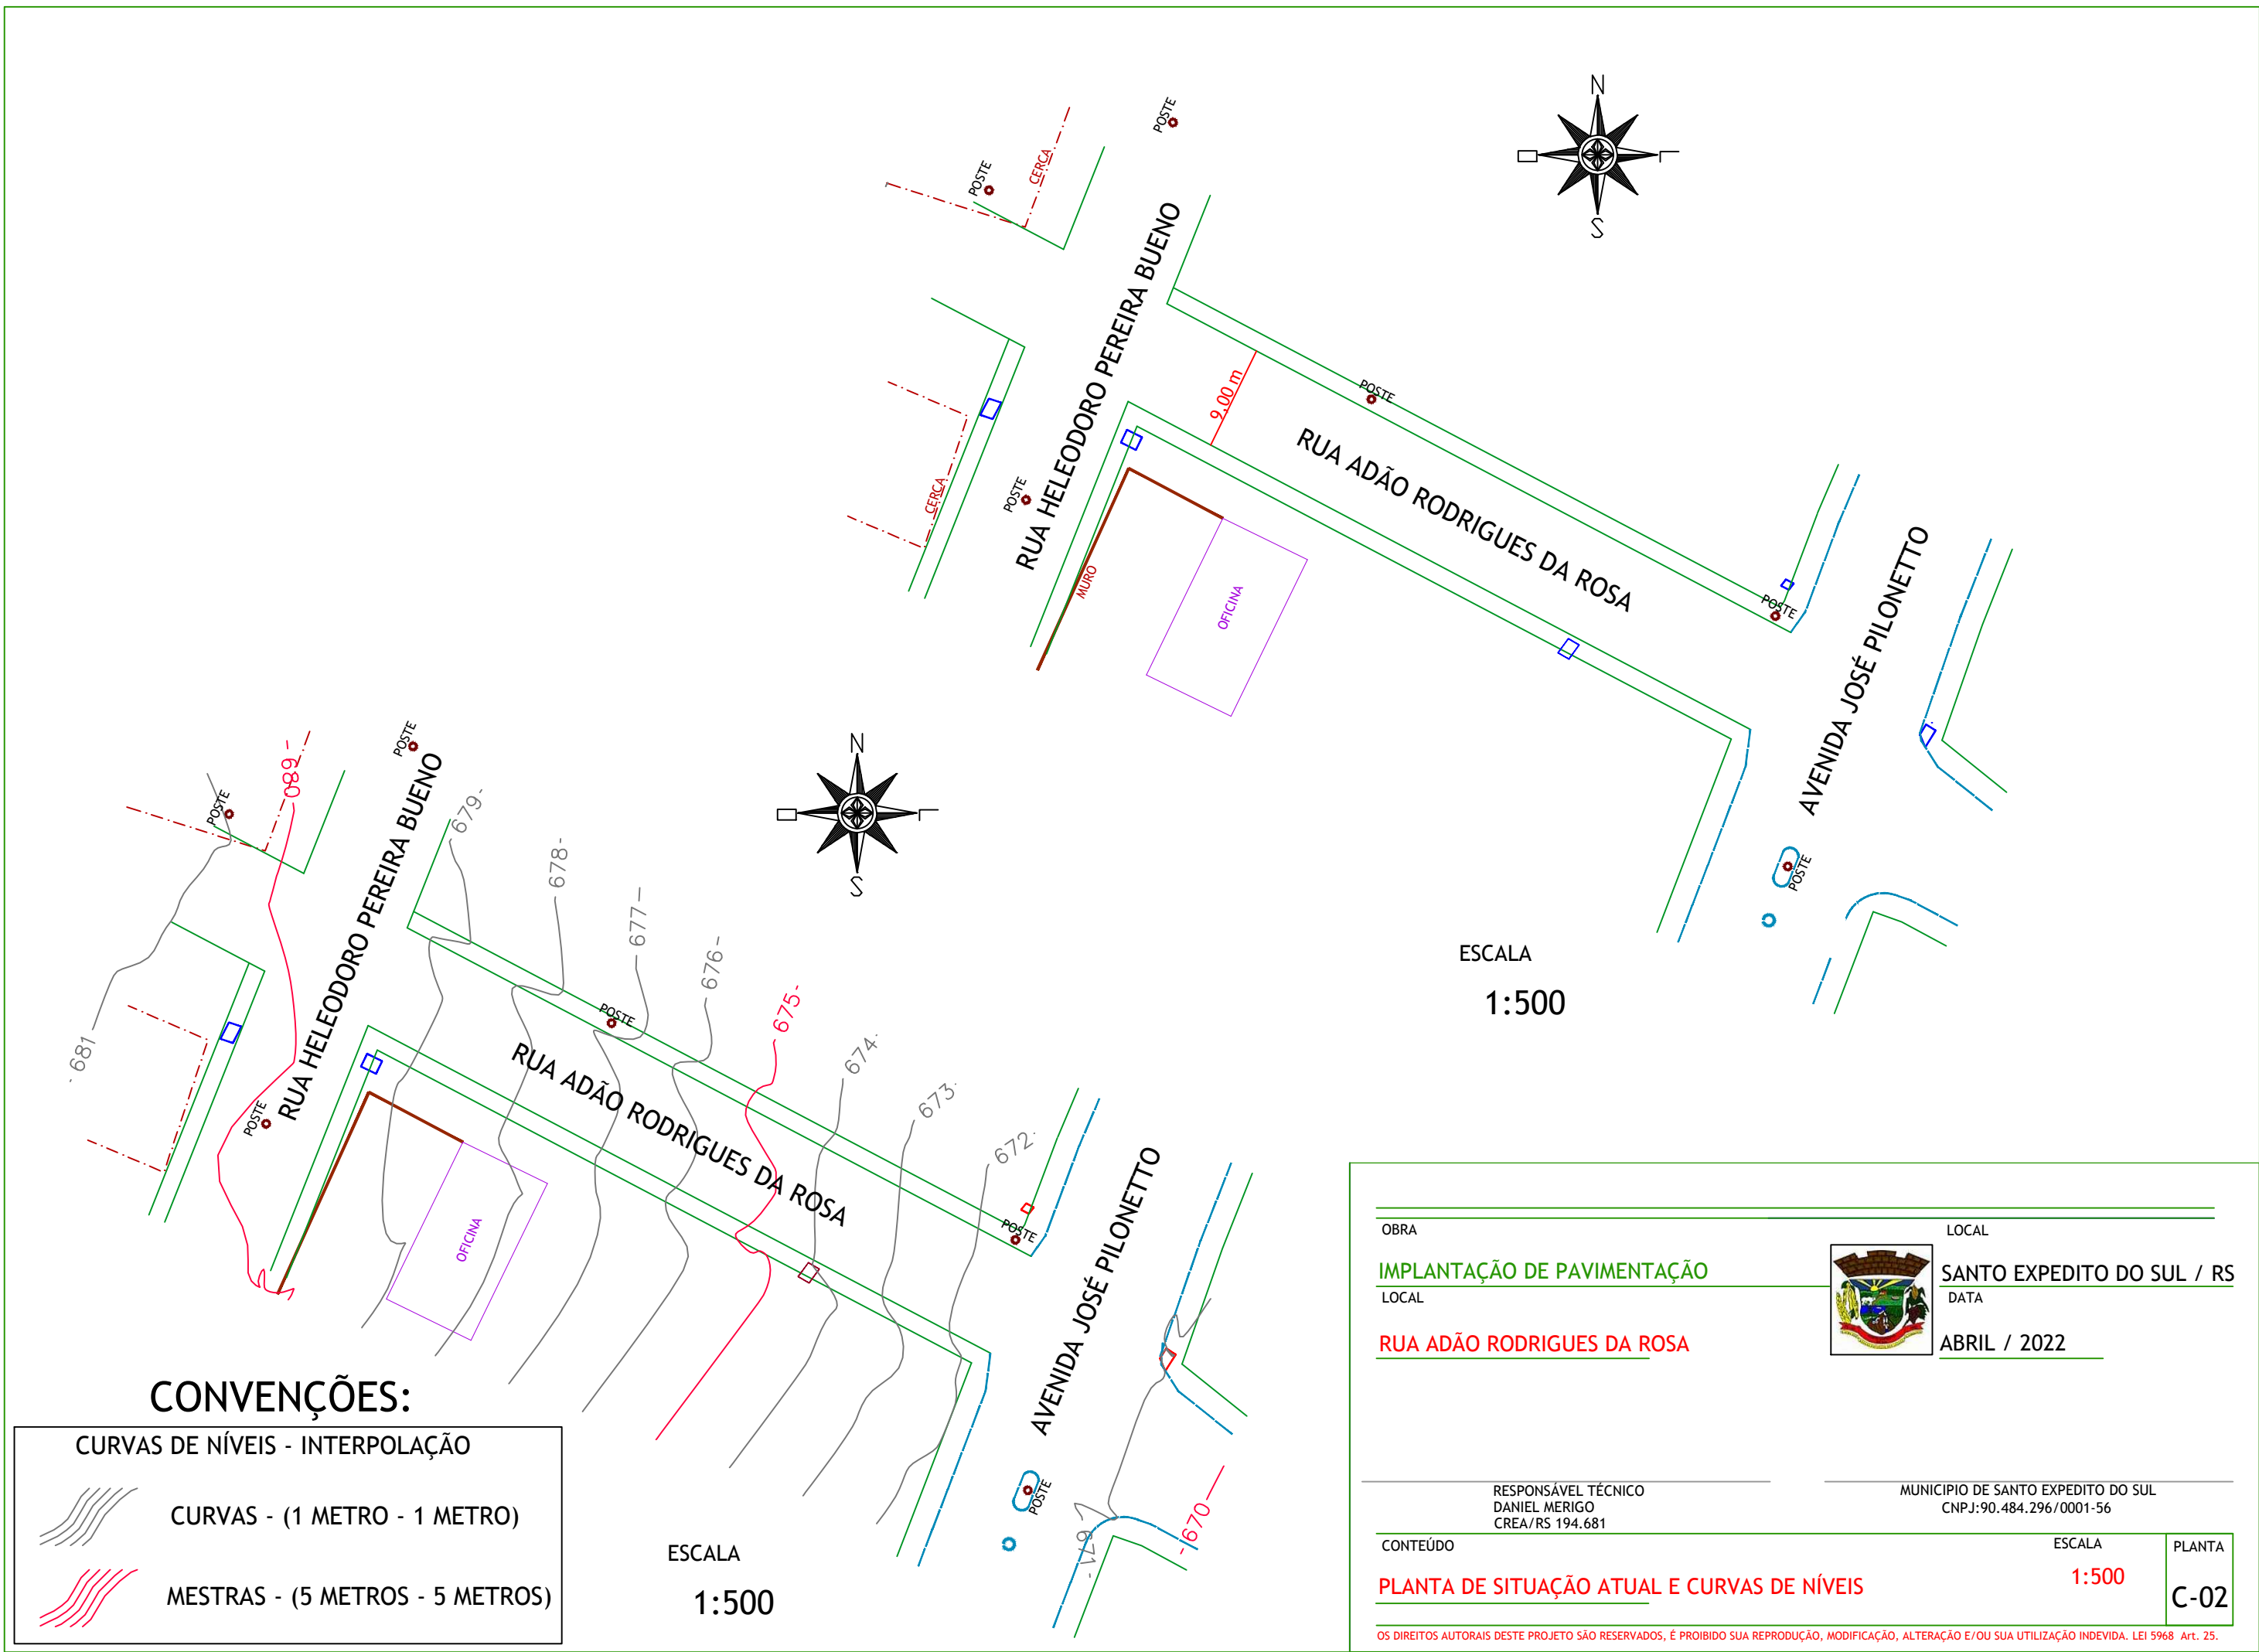 N
S
POSTE
POSTE
CERCA
RUA HELEODORO PEREIRA BUENO
9,00 m
POSTE
RUA ADÃO RODRIGUES DA ROSA
CERCA
POSTE
MURO
OFICINA
POSTE
AVENIDA JOSÉ PILONETTO
POSTE
ESCALA
1:500
N
S
POSTE
POSTE
- 680
RUA HELEODORO PEREIRA BUENO
- 681
679 -
678 -
677
676 -
675 -
674
673
672
POSTE
RUA ADÃO RODRIGUES DA ROSA
POSTE
OFICINA
POSTE
AVENIDA JOSÉ PILONETTO
POSTE
- 671 -
- 670
ESCALA
1:500
CONVENÇÕES:
CURVAS DE NÍVEIS - INTERPOLAÇÃO
CURVAS - (1 METRO - 1 METRO)
MESTRAS - (5 METROS - 5 METROS)
OBRA
IMPLANTAÇÃO DE PAVIMENTAÇÃO
LOCAL
RUA ADÃO RODRIGUES DA ROSA
LOCAL
SANTO EXPEDITO DO SUL / RS
DATA
ABRIL / 2022
RESPONSÁVEL TÉCNICO
DANIEL MERIGO
CREA/RS 194.681
MUNICIPIO DE SANTO EXPEDITO DO SUL
CNPJ:90.484.296/0001-56
CONTEÚDO
PLANTA DE SITUAÇÃO ATUAL E CURVAS DE NÍVEIS
ESCALA
1:500
PLANTA
C-02
OS DIREITOS AUTORAIS DESTE PROJETO SÃO RESERVADOS, É PROIBIDO SUA REPRODUÇÃO, MODIFICAÇÃO, ALTERAÇÃO E/OU SUA UTILIZAÇÃO INDEVIDA. LEI 5968 Art. 25.